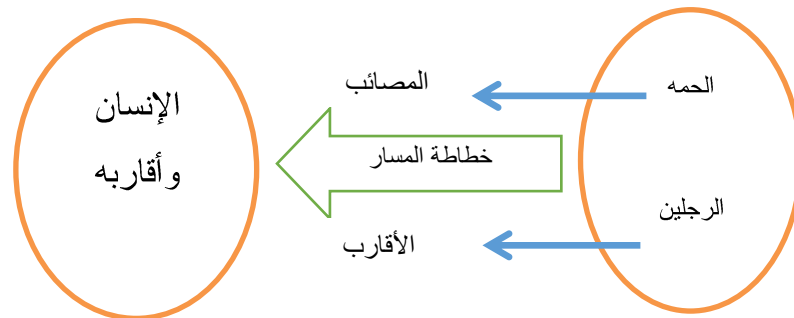 الحمه
الرجلين
المصائب
خطاطة المسار
الأقارب
الإنسان
وأقاربه